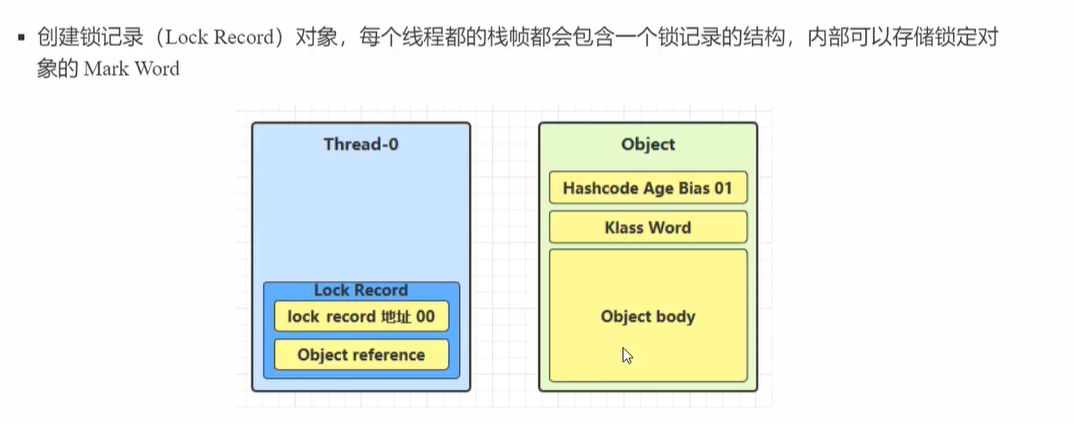 ▪ 创建锁记录（Lock Record）对象，每个线程都的栈帧都会包含一个锁记录的结构，内部可以存储锁定对
象的 Mark Word
Thread-0
Lock Record
lock record 地址 00
Object reference
Object
Hashcode Age Bias 01
Klass Word
Object body